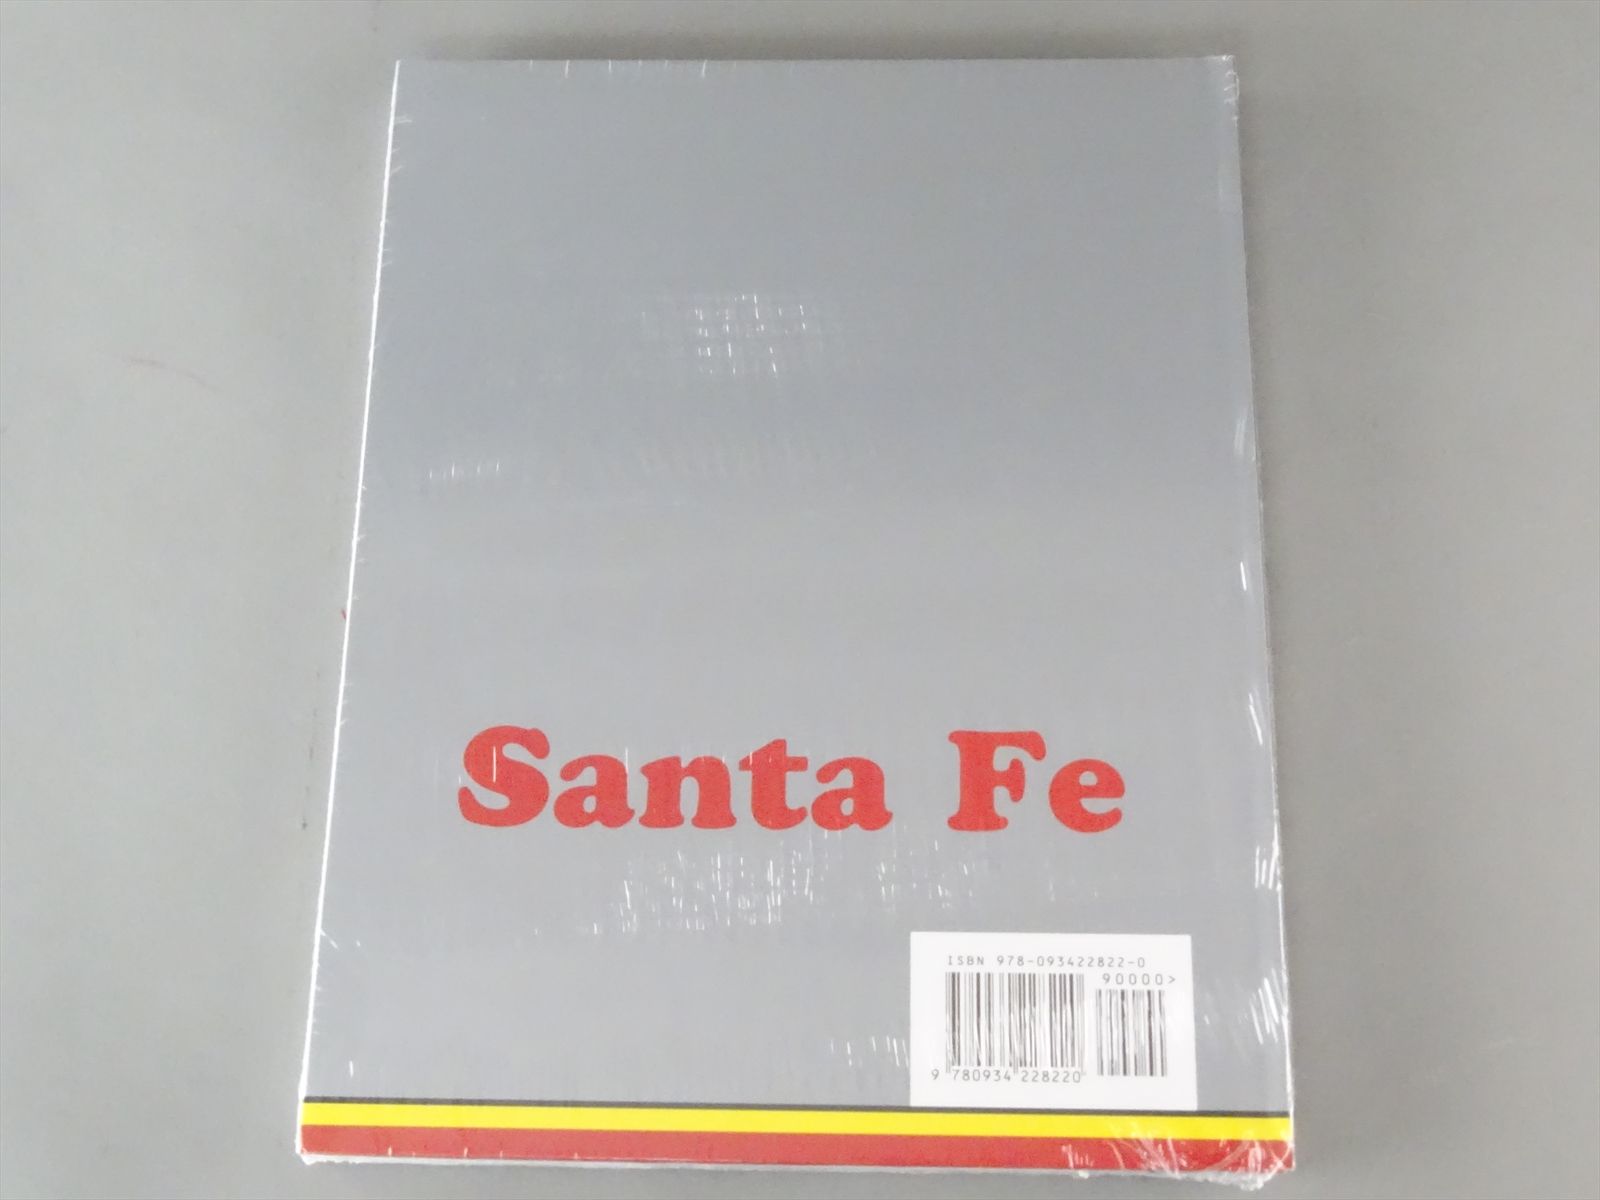 Santa Fe
ISBN 978-093422822-0
90000>
9 780934 228220